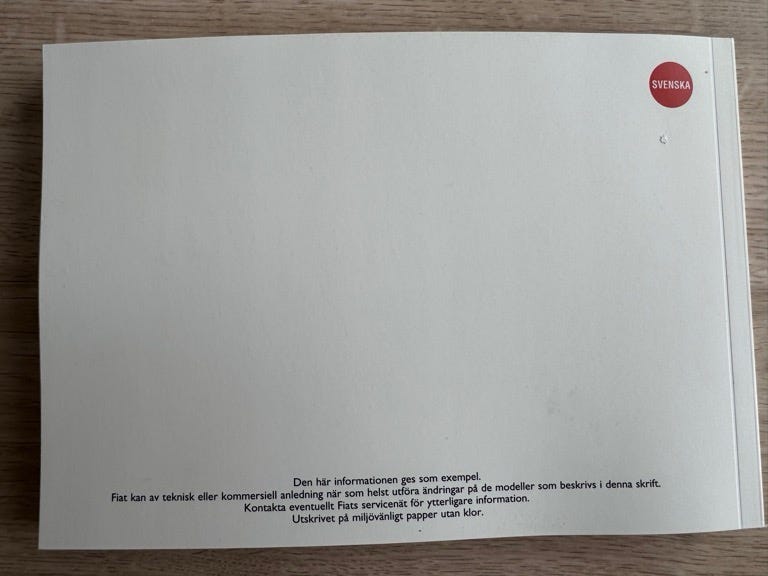 SVENSKA
Den här informationen ges som exempel.
Fiat kan av teknisk eller kommersiell anledning när som helst utföra ändringar på de modeller som beskrivs i denna skrift.
Kontakta eventuellt Fiats servicenät för ytterligare information.
Utskrivet på miljövänligt papper utan klor.